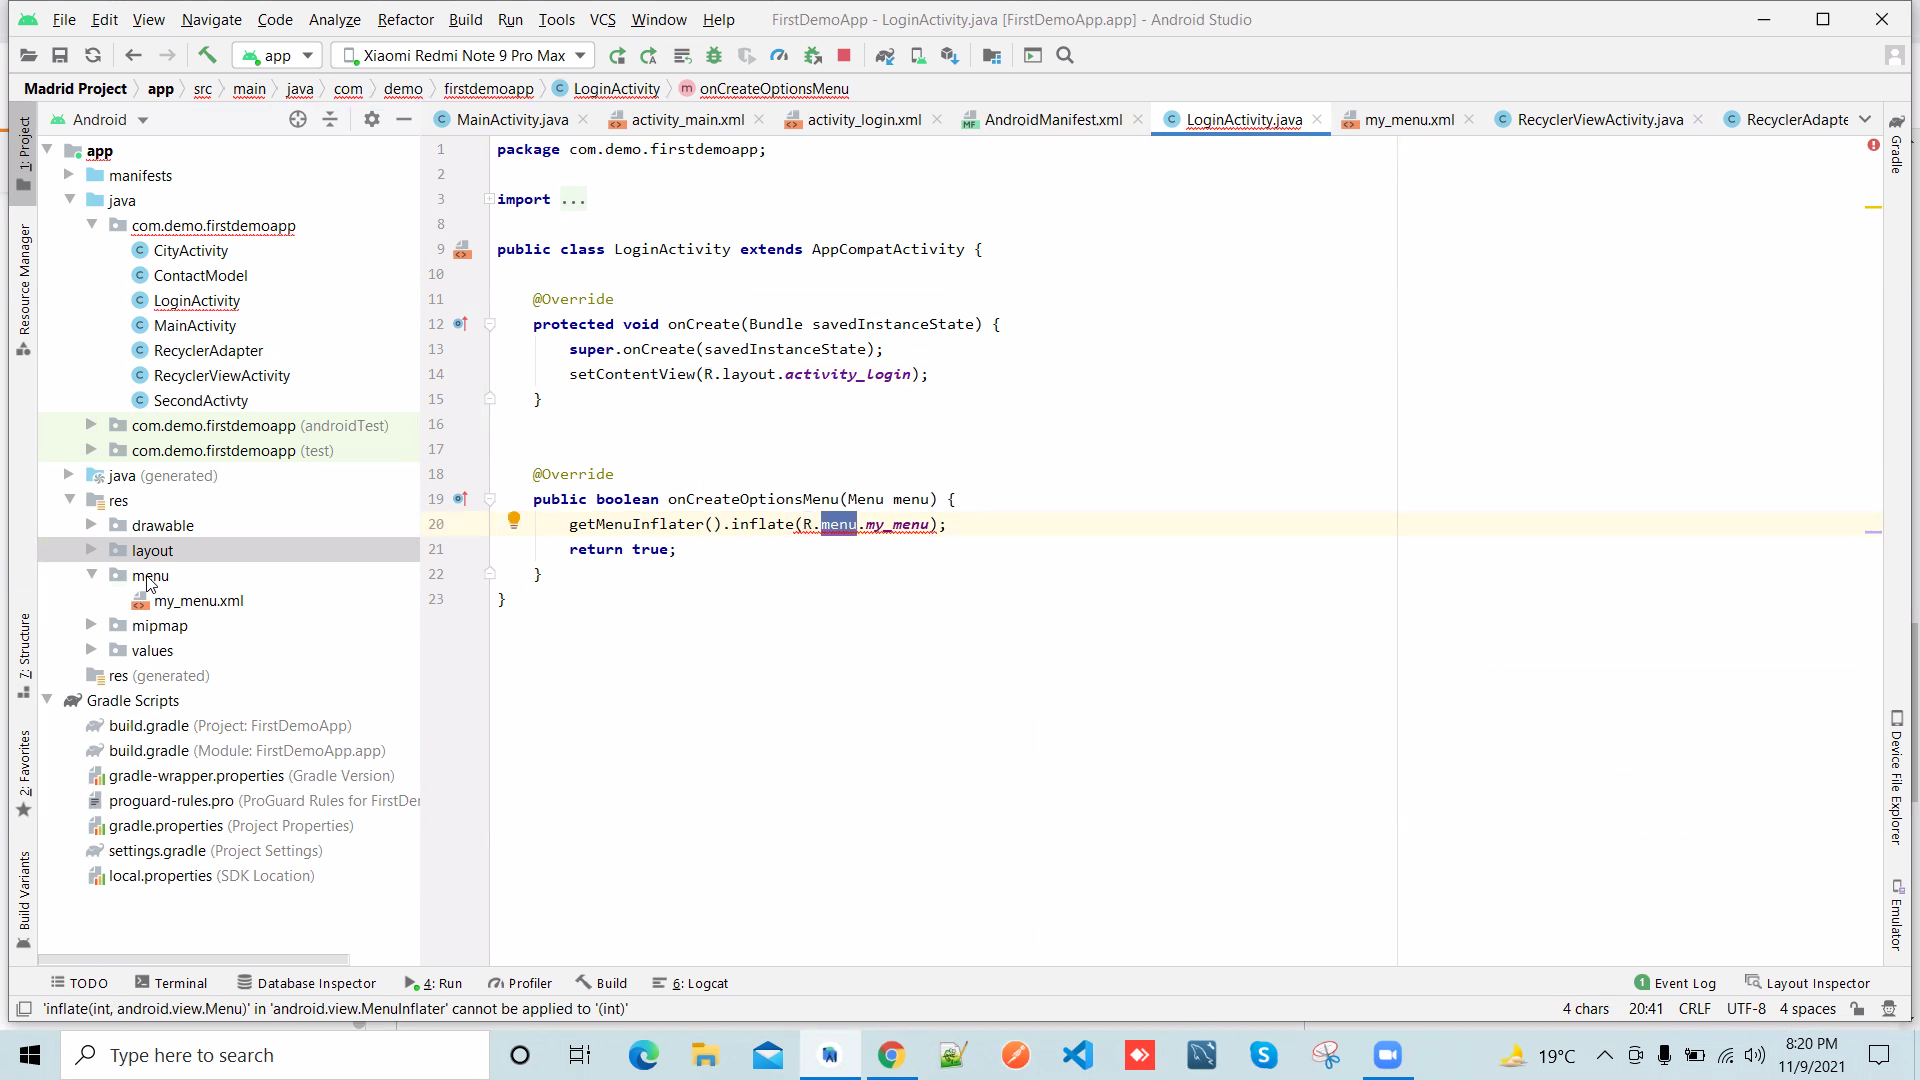 File Edit View Navigate Code Analyze Refactor Build Run Tools VCS Window Help FirstDemoApp - LoginActivity.java [FirstDemoApp.app] - Android Studio
app Xiaomi Redmi Note 9 Pro Max
Madrid Project app src main java com demo firstdemoapp LoginActivity onCreateOptionsMenu
Android MainActivity.java activity_main.xml activity_login.xml AndroidManifest.xml LoginActivity.java my_menu.xml RecyclerViewActivity.java RecyclerAdapte
1: Project
Resource Manager
7: Structure
2: Favorites
Build Variants
app
manifests
java
com.demo.firstdemoapp
CityActivity
ContactModel
LoginActivity
MainActivity
RecyclerAdapter
RecyclerViewActivity
SecondActivty
com.demo.firstdemoapp (androidTest)
com.demo.firstdemoapp (test)
java (generated)
res
drawable
layout
menu
my_menu.xml
mipmap
values
res (generated)
Gradle Scripts
build.gradle (Project: FirstDemoApp)
build.gradle (Module: FirstDemoApp.app)
gradle-wrapper.properties (Gradle Version)
proguard-rules.pro (ProGuard Rules for FirstDer
gradle.properties (Project Properties)
settings.gradle (Project Settings)
local.properties (SDK Location)
1 package com.demo.firstdemoapp;
2
3 import ...
8
9 public class LoginActivity extends AppCompatActivity {
10
11 @Override
12 protected void onCreate(Bundle savedInstanceState) {
13 super.onCreate(savedInstanceState);
14 setContentView(R.layout.activity_login);
15 }
16
17
18 @Override
19 public boolean onCreateOptionsMenu(Menu menu) {
20 getMenuInflater().inflate(R.menu.my_menu);
21 return true;
22 }
23 }
Gradle
Device File Explorer
Emulator
TODO Terminal Database Inspector 4: Run Profiler Build 6: Logcat 1 Event Log Layout Inspector
'inflate(int, android.view.Menu)' in 'android.view.MenuInflater' cannot be applied to '(int)' 4 chars 20:41 CRLF UTF-8 4 spaces
Type here to search 19°C 8:20 PM
11/9/2021